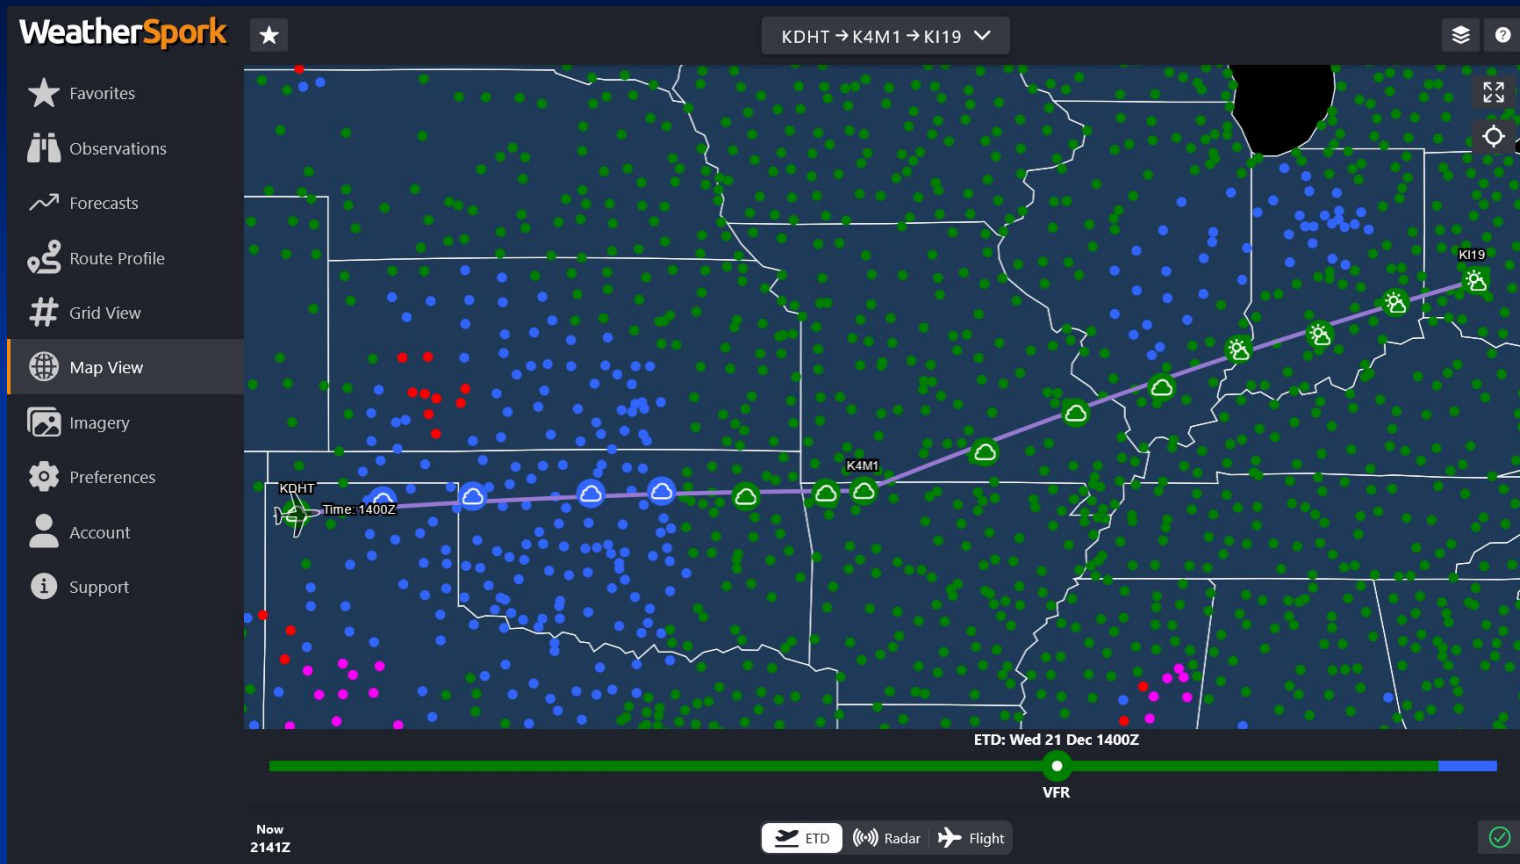 WeatherSpork
KDHT → K4M1 → KI19
Favorites
Observations
Forecasts
Route Profile
Grid View
Map View
Imagery
Preferences
Account
Support
KI19
K4M1
KDHT
Time: 1400Z
ETD: Wed 21 Dec 1400Z
VFR
Now
2141Z
ETD
Radar
Flight